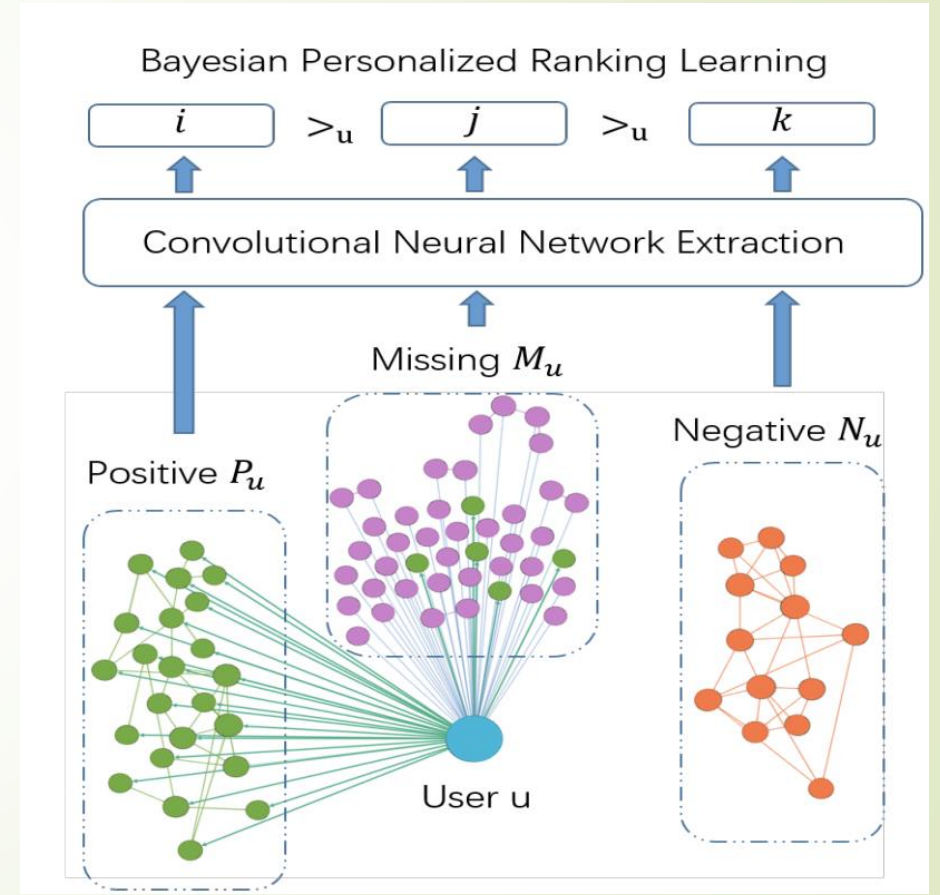 Bayesian Personalized Ranking Learning
i >u j >u k
Convolutional Neural Network Extraction
Missing Mu
Negative Nu
Positive Pu
User u